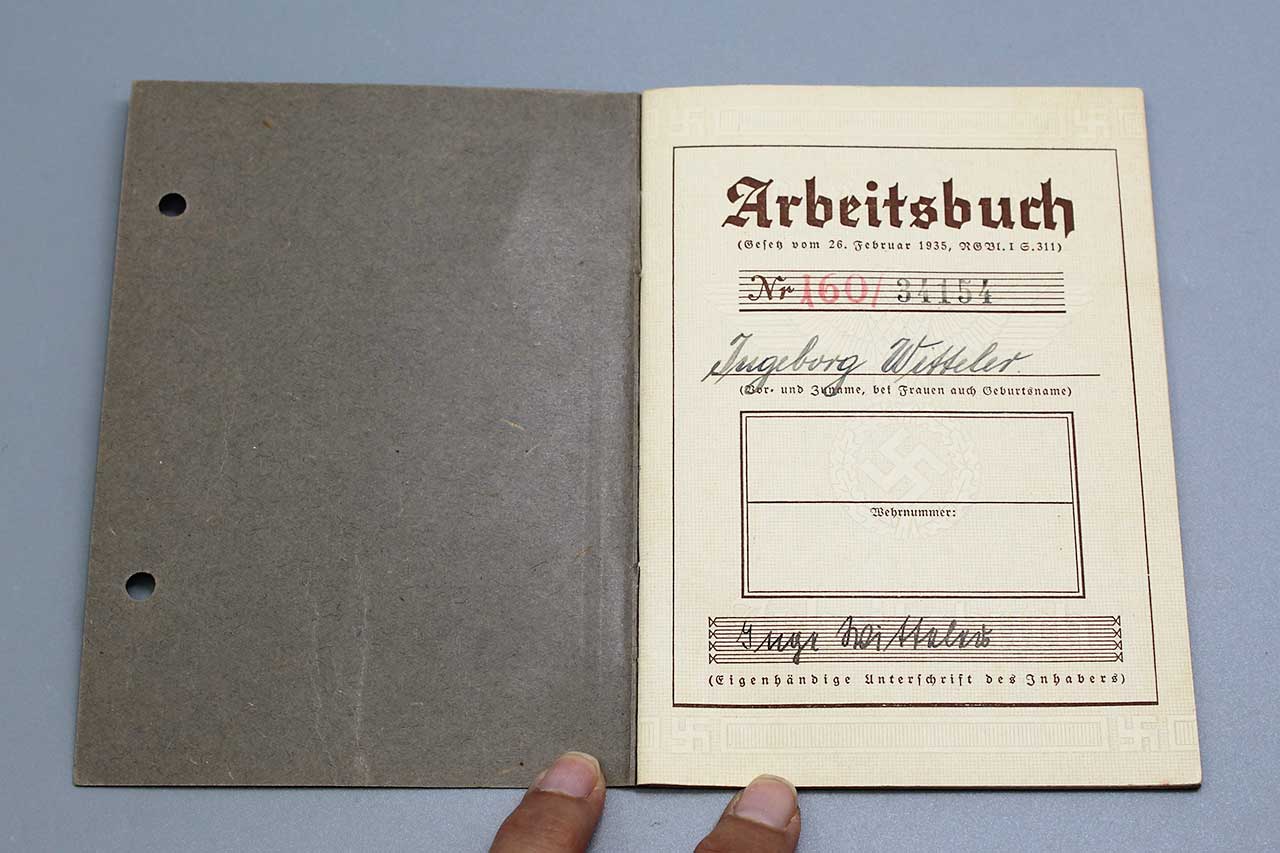 Arbeitsbuch
(Gesetz vom 26. Februar 1935, RGBl. I S.311)
Nr 160/ 34154
Ingeborg Witteler.
(Vor- und Zuname, bei Frauen auch Geburtsname)
Wehrnummer:
Inge Witteler
(Eigenhändige Unterschrift des Inhabers)